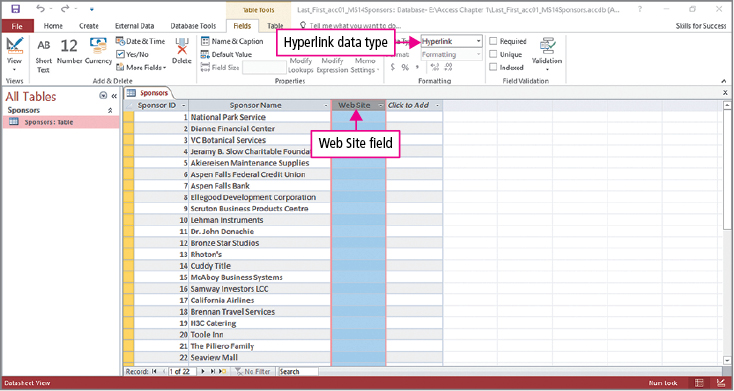 Table Tools
Last_First_acc01_MS14Sponsors: Database- E:\Access Chapter 1\Last_First_acc01_MS14Sponsors.accdb (A...
? — □ ×
File Home Create External Data Database Tools Fields Table Tell me what you want to do... Skills for Success
View
Views
AB Short Text
12 Number
Currency
Date & Time
Yes/No
More Fields
Delete
Add & Delete
Name & Caption
Default Value
Field Size
Modify Lookups
Modify Expression
Memo Settings
Properties
Hyperlink
Formatting
$ %
Formatting
Required
Unique
Indexed
Validation
Field Validation
Hyperlink data type
All Tables
Sponsors
Sponsors : Table
Sponsors
Sponsor ID Sponsor Name Web Site Click to Add
1 National Park Service
2 Dianne Financial Center
3 VC Botanical Services
4 Jeramy B. Slow Charitable Foundat
5 Akiereisen Maintenance Supplies
6 Aspen Falls Federal Credit Union
7 Aspen Falls Bank
8 Ellegood Development Corporation
9 Scruton Business Products Centre
10 Lehman Instruments
11 Dr. John Donachie
12 Bronze Star Studios
13 Rhoton's
14 Cuddy Title
15 McAboy Business Systems
16 Samway Investors LCC
17 California Airlines
18 Brennan Travel Services
19 H3C Catering
20 Toole Inn
21 The Piliero Family
22 Seaview Mall
Web Site field
Record: 1 of 22 No Filter Search
Datasheet View Num Lock